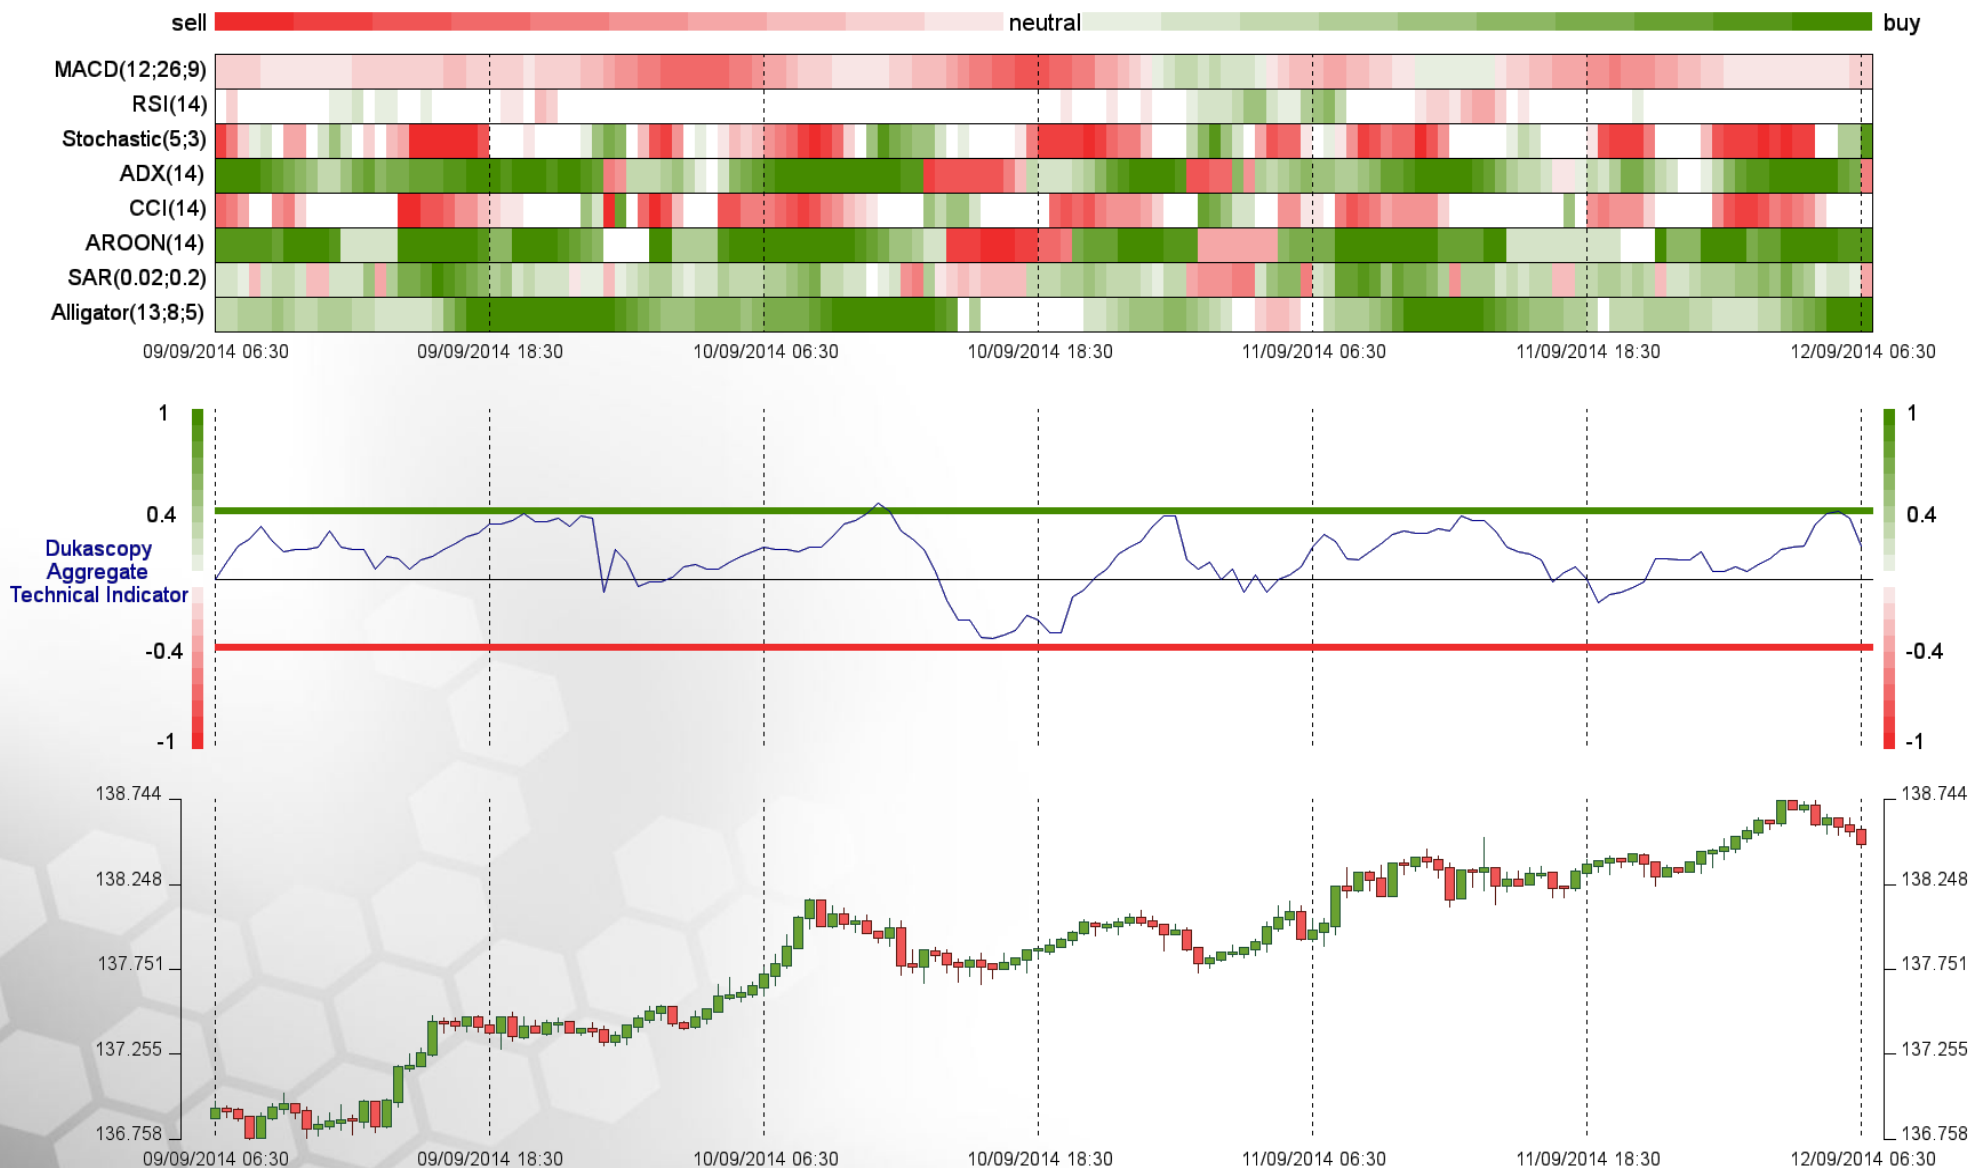 sell neutral buy
MACD(12;26;9)
RSI(14)
Stochastic(5;3)
ADX(14)
CCI(14)
AROON(14)
SAR(0.02;0.2)
Alligator(13;8;5)
09/09/2014 06:30 09/09/2014 18:30 10/09/2014 06:30 10/09/2014 18:30 11/09/2014 06:30 11/09/2014 18:30 12/09/2014 06:30
1 1
0.4 0.4
Dukascopy
Aggregate
Technical Indicator
-0.4 -0.4
-1 -1
138.744 138.744
138.248 138.248
137.751 137.751
137.255 137.255
136.758 136.758
09/09/2014 06:30 09/09/2014 18:30 10/09/2014 06:30 10/09/2014 18:30 11/09/2014 06:30 11/09/2014 18:30 12/09/2014 06:30